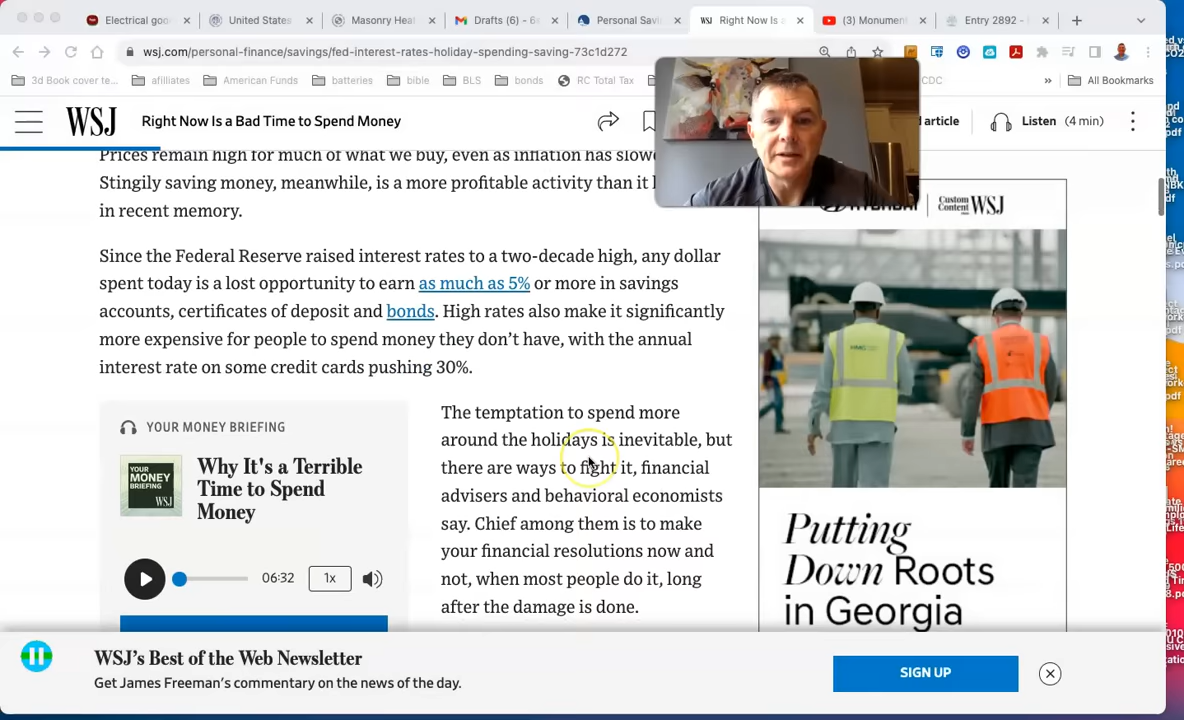 Electrical goo
United States
Masonry Hea
Drafts (6) - 6
Personal Savi
Right Now Is a
(3) Monumen
Entry 2892 -
wsj.com/personal-finance/savings/fed-interest-rates-holiday-spending-saving-73c1d272
3d Book cover te...
affiliates
American Funds
batteries
bible
BLS
bonds
RC Total Tax
CDC
»
All Bookmarks
WSJ
Right Now Is a Bad Time to Spend Money
article
Listen (4 min)
Prices remain high for much of what we buy, even as inflation has slowe
Stingily saving money, meanwhile, is a more profitable activity than it
in recent memory.
Since the Federal Reserve raised interest rates to a two-decade high, any dollar
spent today is a lost opportunity to earn as much as 5% or more in savings
accounts, certificates of deposit and bonds. High rates also make it significantly
more expensive for people to spend money they don't have, with the annual
interest rate on some credit cards pushing 30%.
YOUR MONEY BRIEFING
YOUR
MONEY
BRIEFING
WSJ
Why It's a Terrible
Time to Spend
Money
06:32
1x
The temptation to spend more
around the holidays is inevitable, but
there are ways to fight it, financial
advisers and behavioral economists
say. Chief among them is to make
your financial resolutions now and
not, when most people do it, long
after the damage is done.
HYUNDAI
Custom
Content
WSJ
Putting
Down Roots
in Georgia
WSJ's Best of the Web Newsletter
Get James Freeman's commentary on the news of the day.
SIGN UP